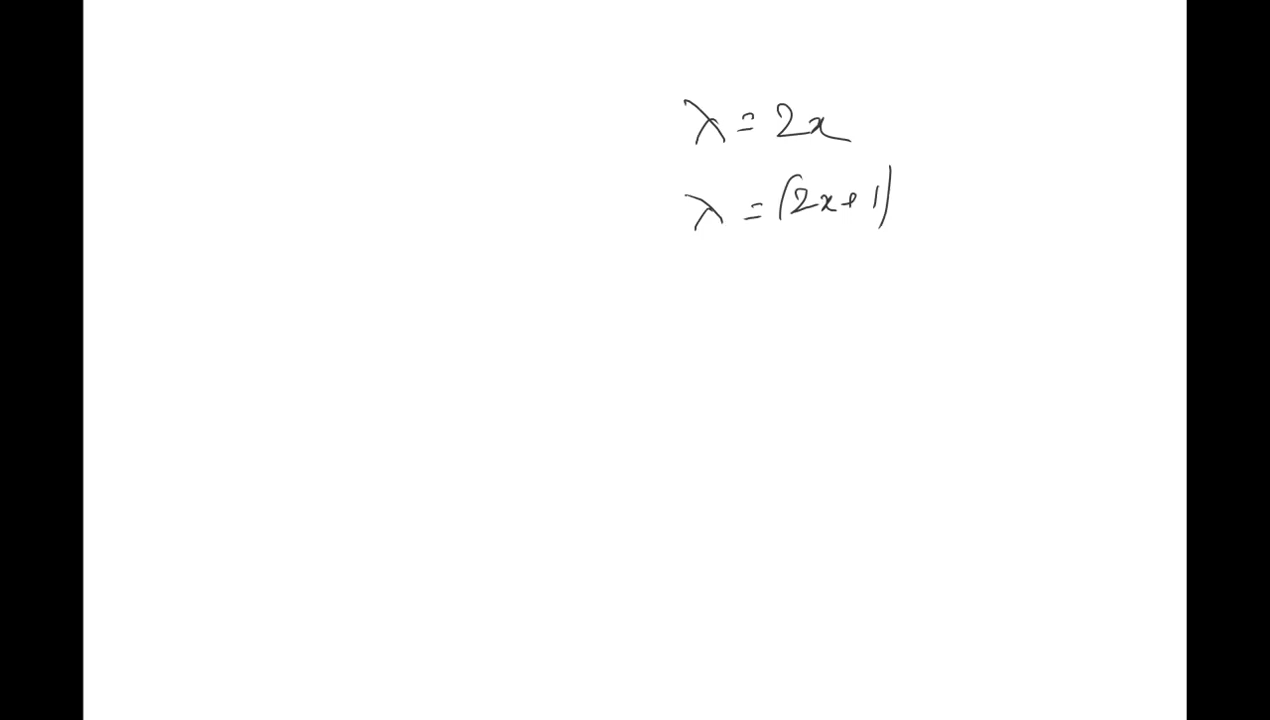 λ = 2x
λ = (2x+1)